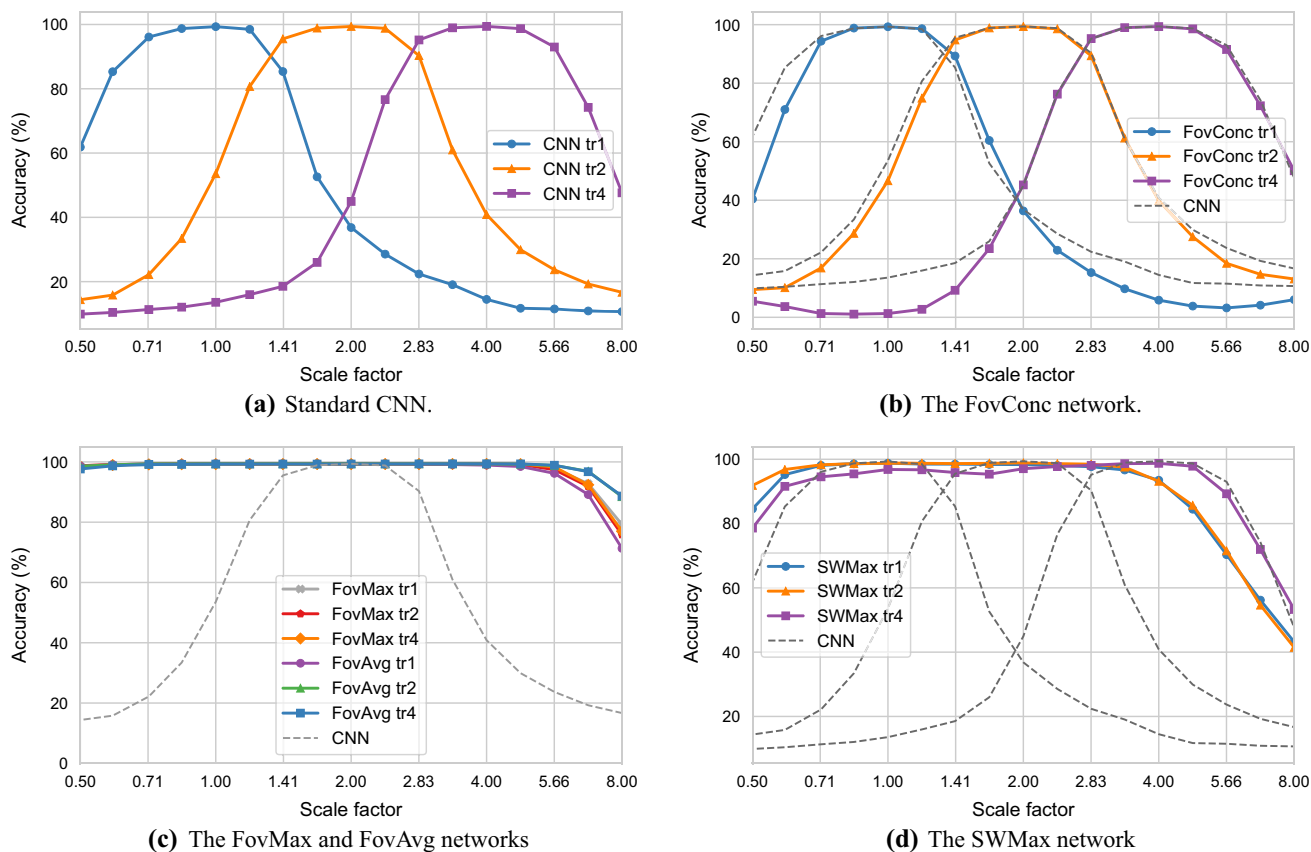 100
80
60
40
20
Accuracy (%)
CNN tr1
CNN tr2
CNN tr4
0.50 0.71 1.00 1.41 2.00 2.83 4.00 5.66 8.00
Scale factor
(a) Standard CNN.
100
80
60
40
20
0
Accuracy (%)
FovConc tr1
FovConc tr2
FovConc tr4
CNN
0.50 0.71 1.00 1.41 2.00 2.83 4.00 5.66 8.00
Scale factor
(b) The FovConc network.
100
80
60
40
20
0
Accuracy (%)
FovMax tr1
FovMax tr2
FovMax tr4
FovAvg tr1
FovAvg tr2
FovAvg tr4
CNN
0.50 0.71 1.00 1.41 2.00 2.83 4.00 5.66 8.00
Scale factor
(c) The FovMax and FovAvg networks
100
80
60
40
20
Accuracy (%)
SWMax tr1
SWMax tr2
SWMax tr4
CNN
0.50 0.71 1.00 1.41 2.00 2.83 4.00 5.66 8.00
Scale factor
(d) The SWMax network